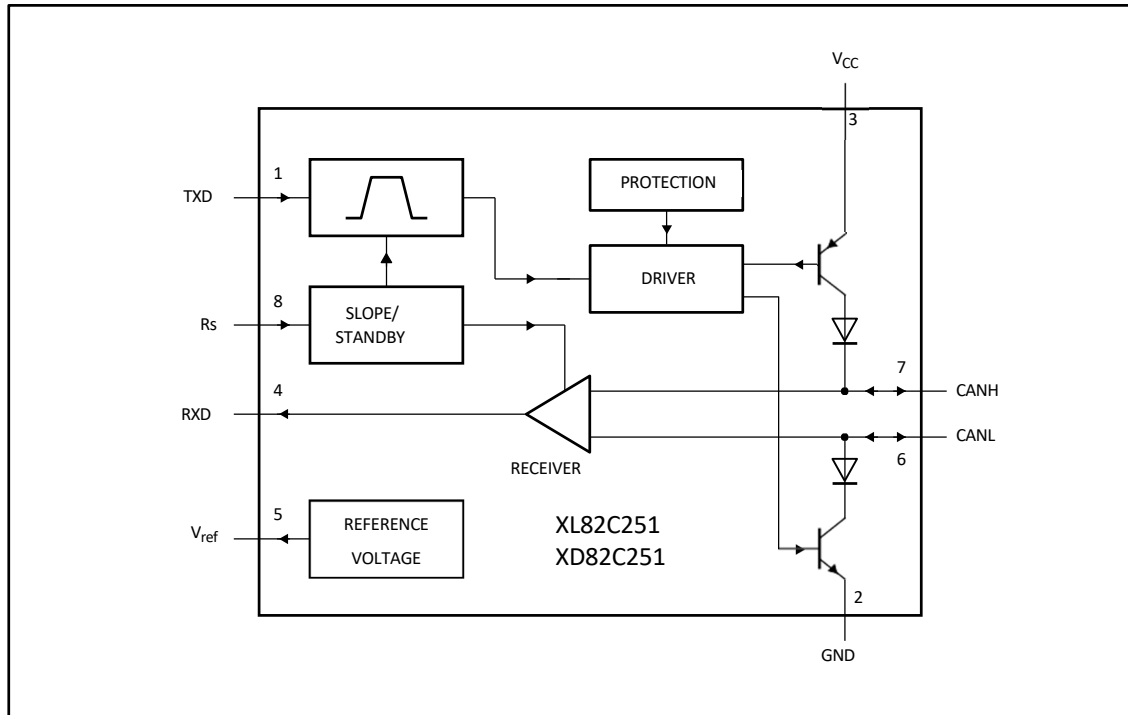 VCC
3
1
TXD
PROTECTION
DRIVER
8
Rs
SLOPE/
STANDBY
7
CANH
4
RXD
CANL
6
RECEIVER
5
Vref
REFERENCE
VOLTAGE
XL82C251
XD82C251
2
GND